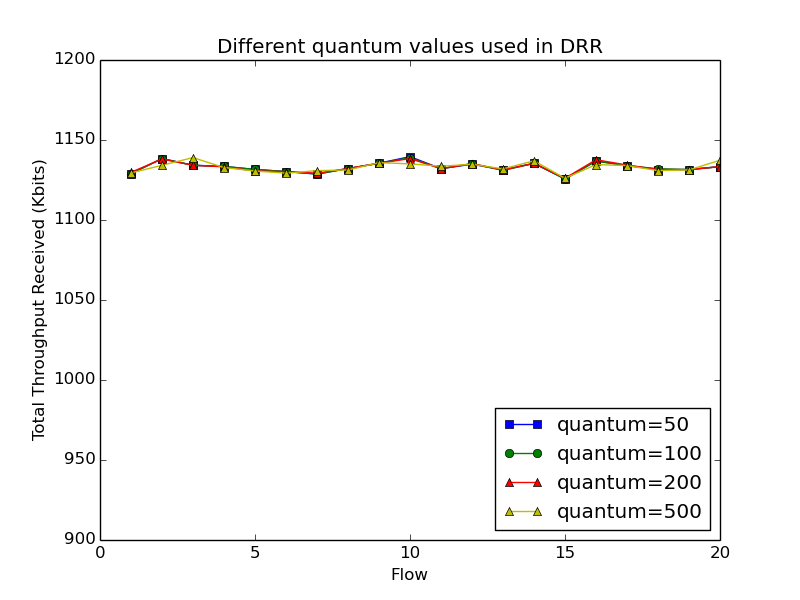 Different quantum values used in DRR
Total Throughput Received (Kbits)
1200
1150
1100
1050
1000
950
900
0
5
10
15
20
Flow
quantum=50
quantum=100
quantum=200
quantum=500